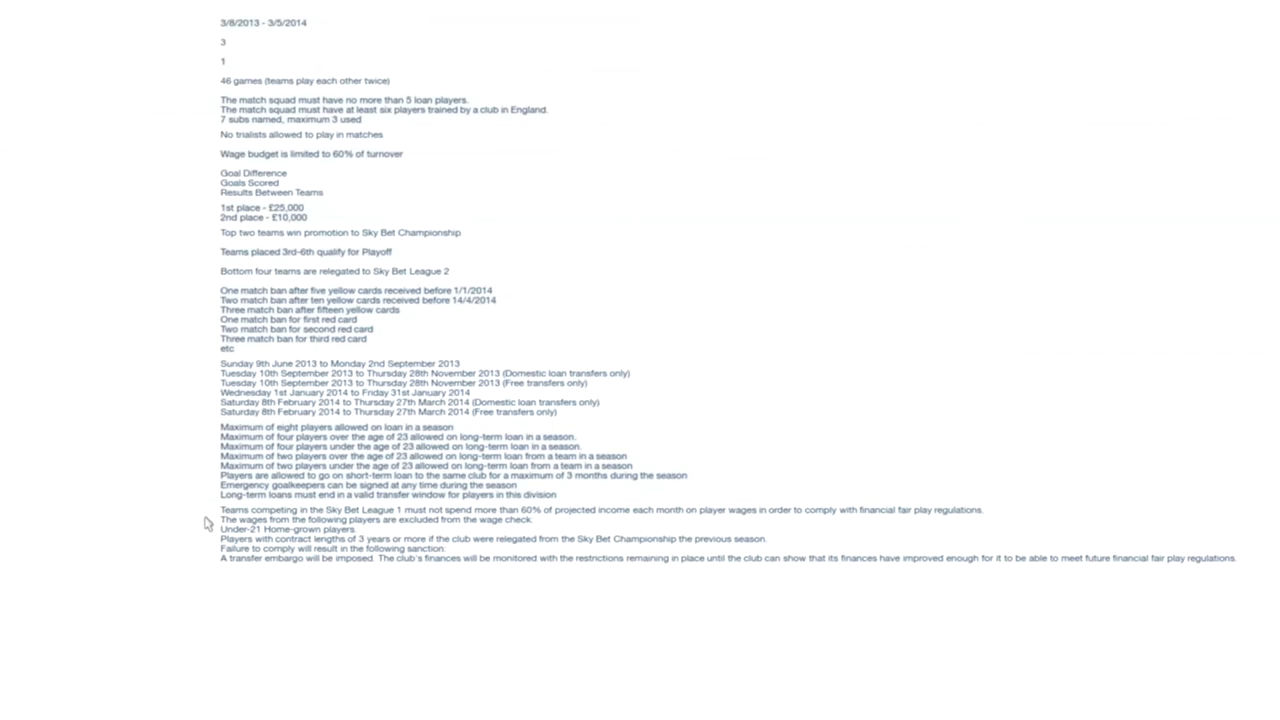 3/8/2013 - 3/5/2014
3
1
46 games (teams play each other twice)
The match squad must have no more than 5 loan players.
The match squad must have at least six players trained by a club in England.
7 subs named, maximum 3 used
No trialists allowed to play in matches
Wage budget is limited to 60% of turnover
Goal Difference
Goals Scored
Results Between Teams
1st place - £25,000
2nd place - £10,000
Top two teams win promotion to Sky Bet Championship
Teams placed 3rd-6th qualify for Playoff
Bottom four teams are relegated to Sky Bet League 2
One match ban after five yellow cards received before 1/1/2014
Two match ban after ten yellow cards received before 14/4/2014
Three match ban after fifteen yellow cards
One match ban for first red card
Two match ban for second red card
Three match ban for third red card
etc
Sunday 9th June 2013 to Monday 2nd September 2013
Tuesday 10th September 2013 to Thursday 28th November 2013 (Domestic loan transfers only)
Tuesday 10th September 2013 to Thursday 28th November 2013 (Free transfers only)
Wednesday 1st January 2014 to Friday 31st January 2014
Saturday 8th February 2014 to Thursday 27th March 2014 (Domestic loan transfers only)
Saturday 8th February 2014 to Thursday 27th March 2014 (Free transfers only)
Maximum of eight players allowed on loan in a season
Maximum of four players over the age of 23 allowed on long-term loan in a season.
Maximum of four players under the age of 23 allowed on long-term loan in a season.
Maximum of two players over the age of 23 allowed on long-term loan from a team in a season
Maximum of two players under the age of 23 allowed on long-term loan from a team in a season
Players are allowed to go on short-term loan to the same club for a maximum of 3 months during the season
Emergency goalkeepers can be signed at any time during the season
Long-term loans must end in a valid transfer window for players in this division
Teams competing in the Sky Bet League 1 must not spend more than 60% of projected income each month on player wages in order to comply with financial fair play regulations.
The wages from the following players are excluded from the wage check:
Under-21 Home-grown players.
Players with contract lengths of 3 years or more if the club were relegated from the Sky Bet Championship the previous season.
Failure to comply will result in the following sanction:
A transfer embargo will be imposed. The club's finances will be monitored with the restrictions remaining in place until the club can show that its finances have improved enough for it to be able to meet future financial fair play regulations.